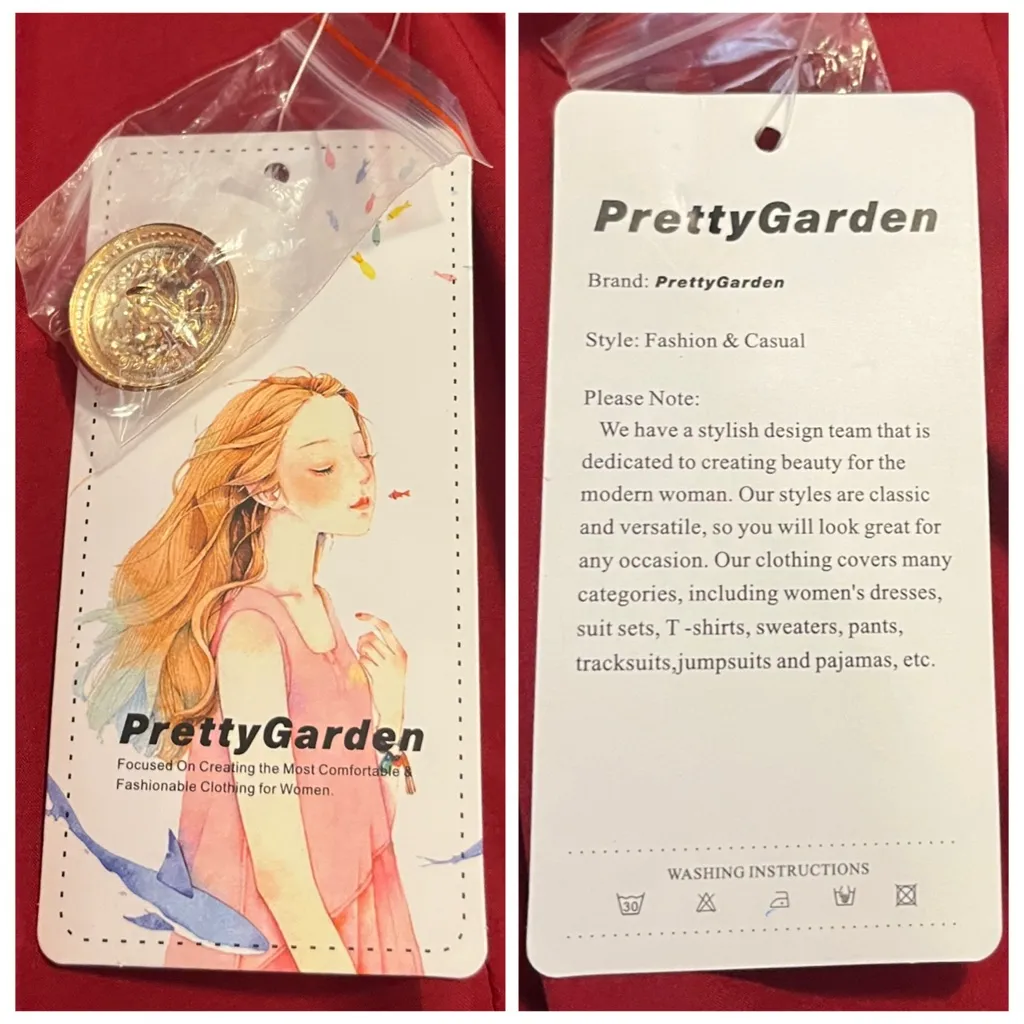 PrettyGarden
Focused On Creating the Most Comfortable &
Fashionable Clothing for Women.
PrettyGarden
Brand: PrettyGarden
Style: Fashion & Casual
Please Note:
We have a stylish design team that is
dedicated to creating beauty for the
modern woman. Our styles are classic
and versatile, so you will look great for
any occasion. Our clothing covers many
categories, including women's dresses,
suit sets, T -shirts, sweaters, pants,
tracksuits,jumpsuits and pajamas, etc.
WASHING INSTRUCTIONS
30